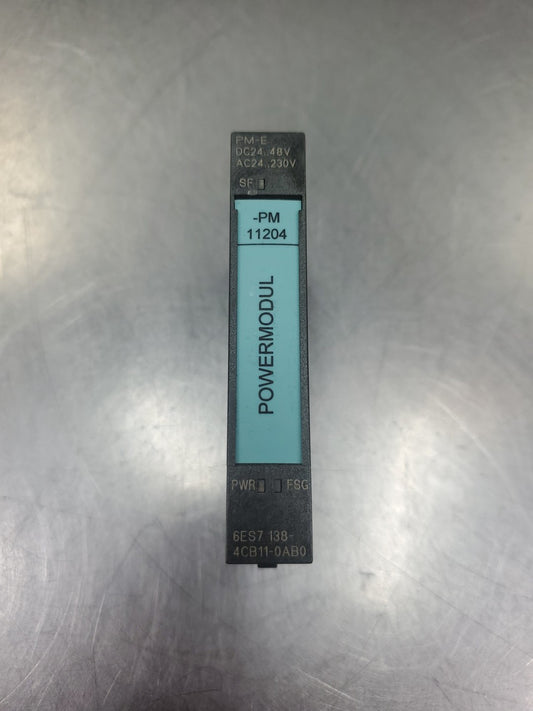 PM-E
DC24..48V
AC24..230V
SF
-PM
11204
POWERMODUL
PWR FSG
6ES7 138-
4CB11-0AB0